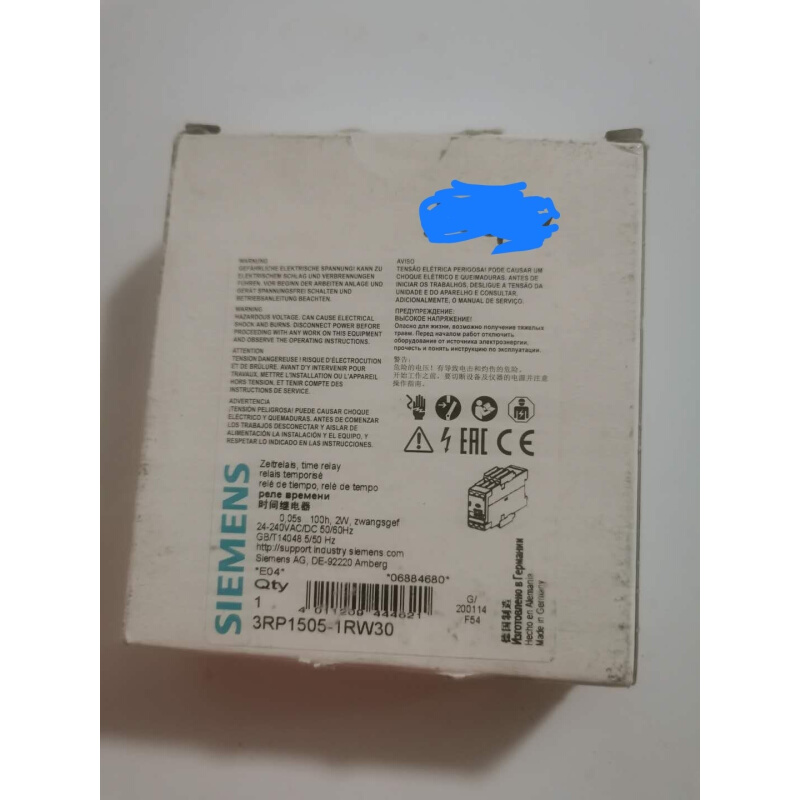 WARNUNG
GEFÄHRLICHE ELEKTRISCHE SPANNUNG! KANN ZU
ELEKTRISCHEM SCHLAG UND VERBRENNUNGEN
FÜHREN. VOR BEGINN DER ARBEITEN ANLAGE UND
GERÄT SPANNUNGSFREI SCHALTEN UND
BETRIEBSANLEITUNG BEACHTEN.
WARNING
HAZARDOUS VOLTAGE. CAN CAUSE ELECTRICAL
SHOCK AND BURNS. DISCONNECT POWER BEFORE
PROCEEDING WITH ANY WORK ON THIS EQUIPMENT
AND OBSERVE THE OPERATING INSTRUCTIONS.
ATTENTION
TENSION DANGEREUSE! RISQUE D'ÉLECTROCUTION
ET DE BRÛLURE. AVANT D'Y INTERVENIR POUR
TRAVAUX, METTRE L'INSTALLATION OU L'APPAREIL
HORS TENSION, ET TENIR COMPTE DES
INSTRUCTIONS DE SERVICE.
ADVERTENCIA
¡TENSIÓN PELIGROSA! PUEDE CAUSAR CHOQUE
ELÉCTRICO Y QUEMADURAS. ANTES DE COMENZAR
LOS TRABAJOS DESCONECTAR Y AISLAR DE
ALIMENTACIÓN LA INSTALACIÓN Y EL EQUIPO, Y
RESPETAR LO INDICADO EN LAS INSTRUCCIONES.
AVISO
TENSÃO ELÉTRICA PERIGOSA! PODE CAUSAR UM
CHOQUE ELÉTRICO E QUEIMADURAS. ANTES DE
INICIAR OS TRABALHOS, DESLIGUE A TENSÃO DA
UNIDADE E DO APARELHO E CONSULTAR,
ADICIONALMENTE, O MANUAL DE SERVIÇO.
ПРЕДУПРЕЖДЕНИЕ:
ВЫСОКОЕ НАПРЯЖЕНИЕ!
Опасно для жизни, возможно получение тяжелых
травм. Перед началом работ отключить
оборудования от источника электроэнергии,
прочесть и понять инструкцию по эксплуатации.
警告:
危险的电压! 有导致电击和灼伤的危险。
开始工作之前, 要切断设备及仪器的电源并注意
操作指南。
EAC CE
SIEMENS
Zeitrelais, time relay
relais temporisé
relé de tiempo, relè de tempo
реле времени
时间继电器
0,05s...100h, 2W, zwangsgef
24-240VAC/DC 50/60Hz
GB/T14048.5/50 Hz
http://support.industry.siemens.com
Siemens AG, DE-92220 Amberg
*E04* *06884680*
Qty
1
4 011209 444621
3RP1505-1RW30
G/
200114
F54
德国制造
Изготовлено в Германии
Hecho en Alemania
Made in Germany